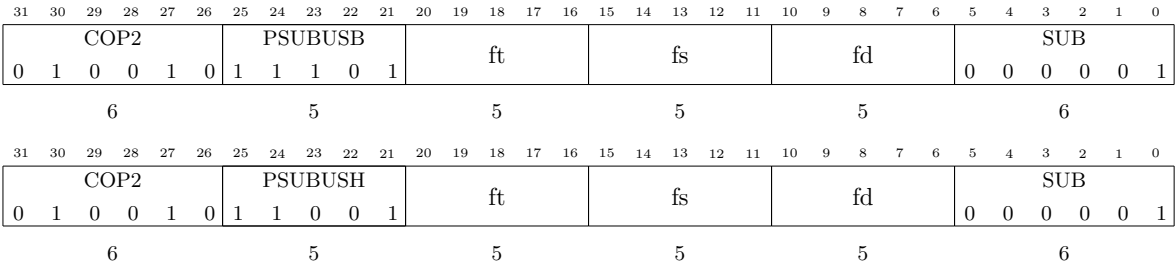 31 30 29 28 27 26 25 24 23 22 21 20 19 18 17 16 15 14 13 12 11 10 9 8 7 6 5 4 3 2 1 0
COP2 PSUBUSB ft fs fd SUB
0 1 0 0 1 0 1 1 1 0 1 0 0 0 0 0 1
6 5 5 5 5 6
31 30 29 28 27 26 25 24 23 22 21 20 19 18 17 16 15 14 13 12 11 10 9 8 7 6 5 4 3 2 1 0
COP2 PSUBUSH ft fs fd SUB
0 1 0 0 1 0 1 1 0 0 1 0 0 0 0 0 1
6 5 5 5 5 6